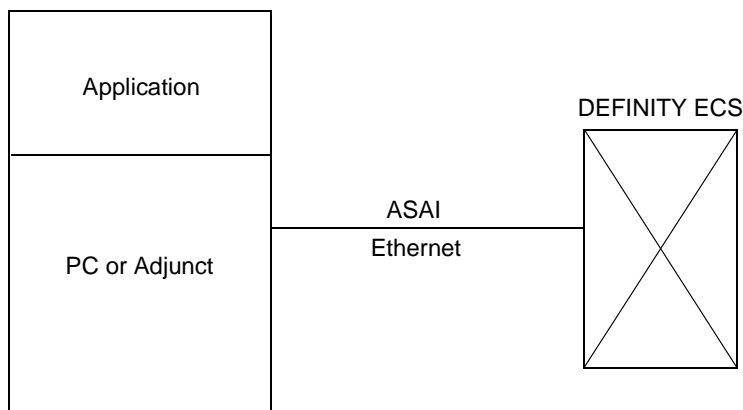 Application
DEFINITY ECS
ASAI
Ethernet
PC or Adjunct